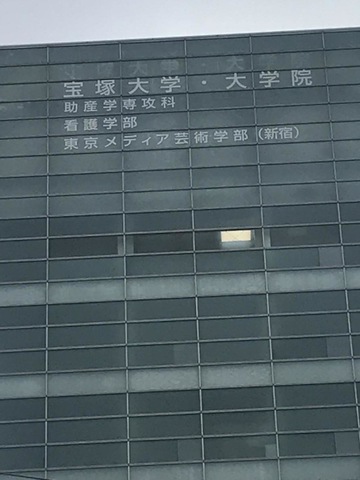 宝塚大学・大学院
助産学専攻科
看護学部
東京メディア芸術学部(新宿)